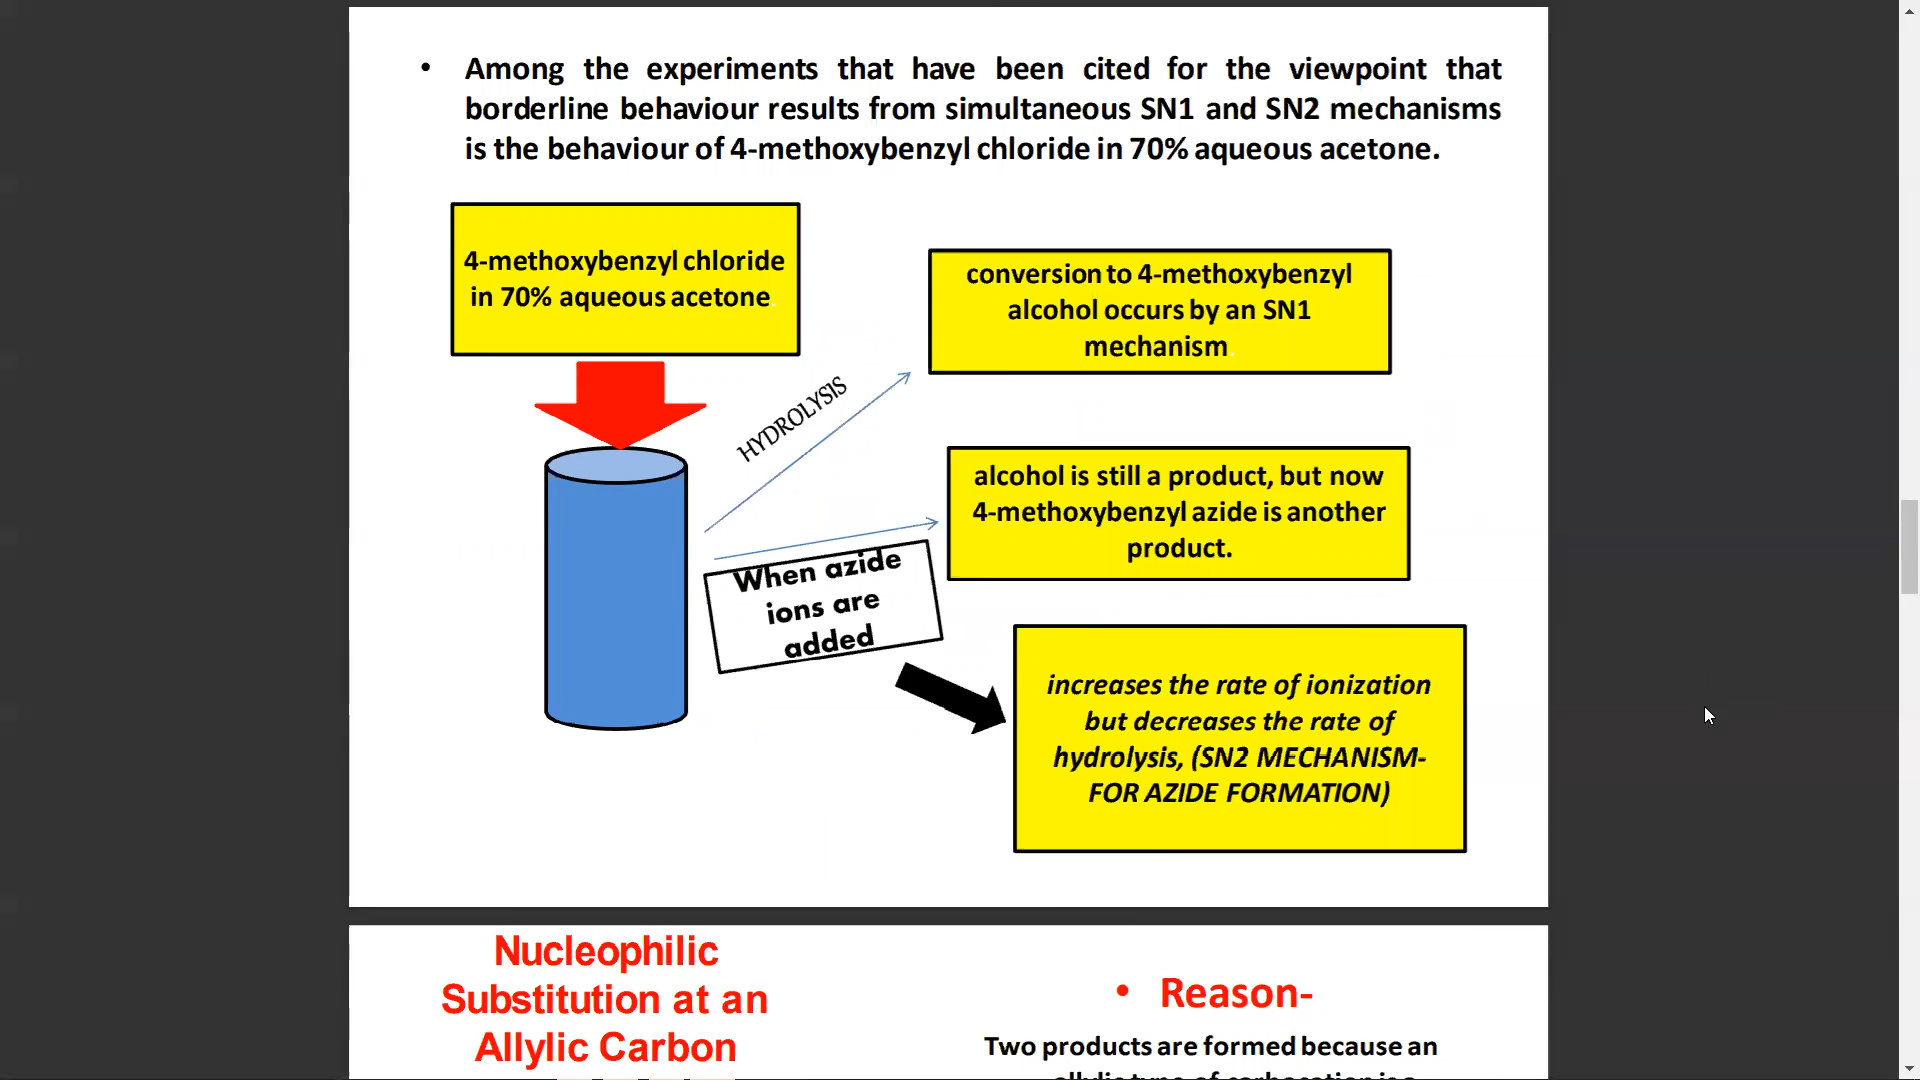 • Among the experiments that have been cited for the viewpoint that
borderline behaviour results from simultaneous SN1 and SN2 mechanisms
is the behaviour of 4-methoxybenzyl chloride in 70% aqueous acetone.
4-methoxybenzyl chloride
in 70% aqueous acetone.
conversion to 4-methoxybenzyl
alcohol occurs by an SN1
mechanism.
HYDROLYSIS
alcohol is still a product, but now
4-methoxybenzyl azide is another
product.
When azide
ions are
added
increases the rate of ionization
but decreases the rate of
hydrolysis, (SN2 MECHANISM-
FOR AZIDE FORMATION)
Nucleophilic
Substitution at an
Allylic Carbon
• Reason-
Two products are formed because an